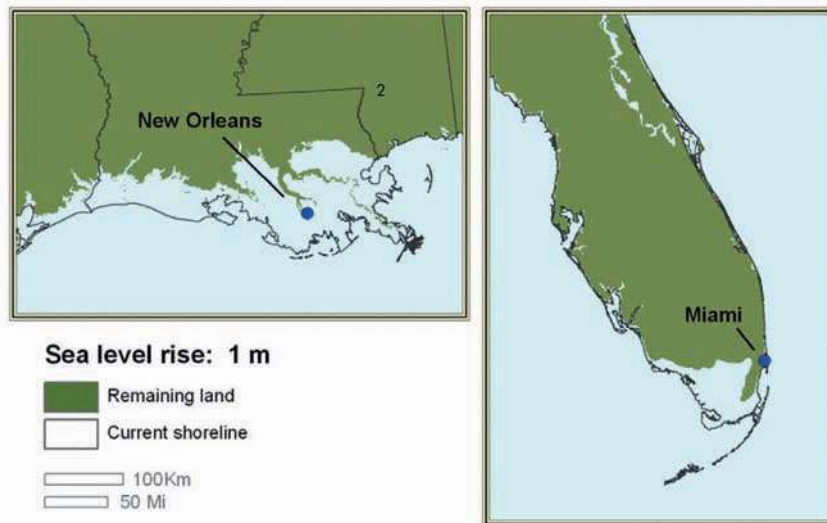 2
New Orleans
Miami
Sea level rise: 1 m
Remaining land
Current shoreline
100Km
50 Mi